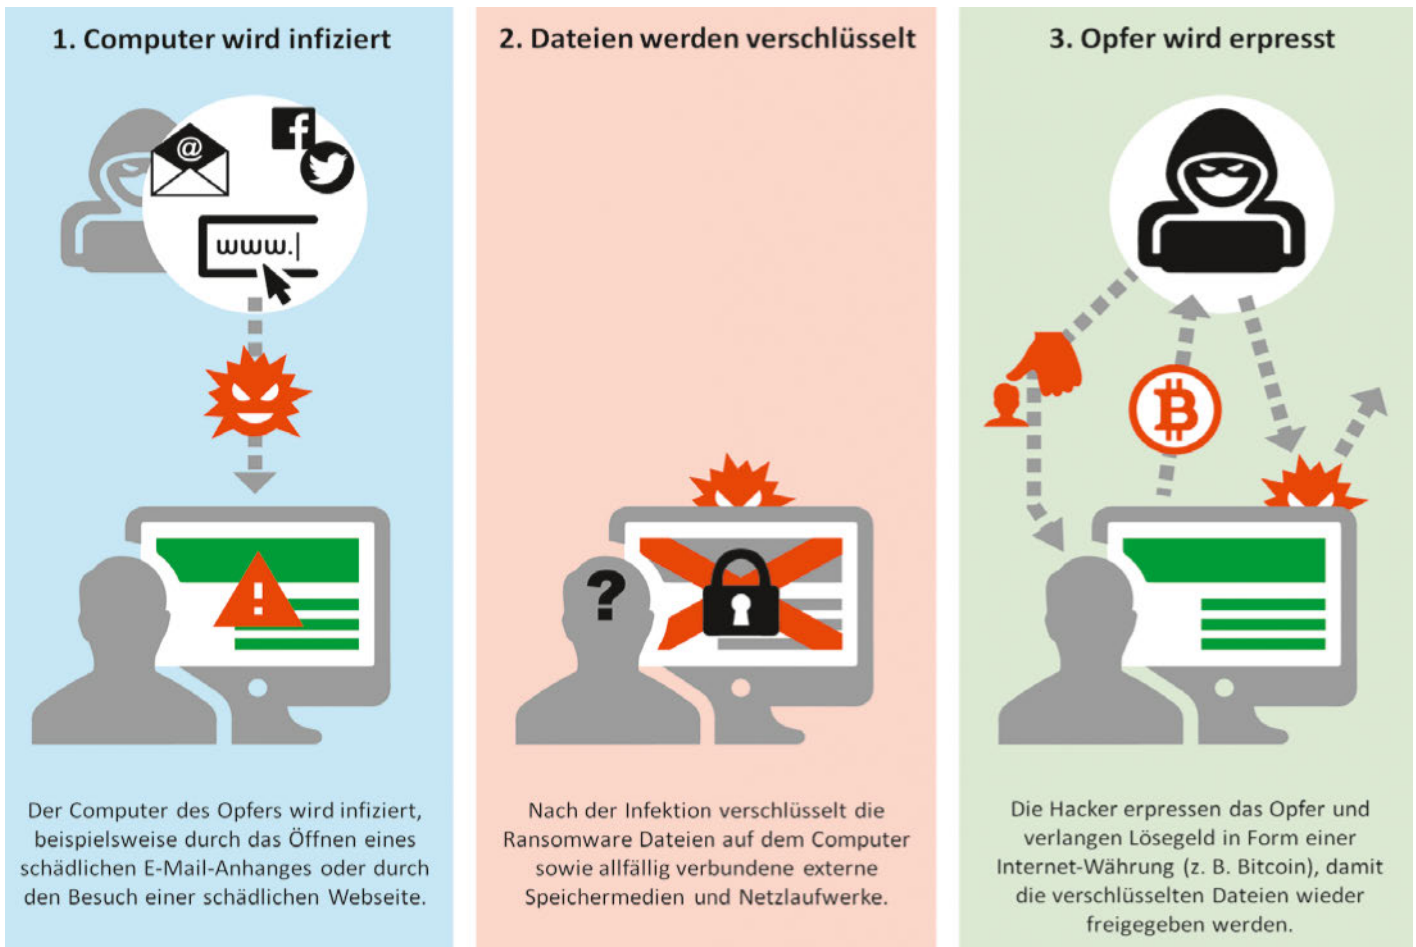 1. Computer wird infiziert
@
f
www.
!
Der Computer des Opfers wird infiziert,
beispielsweise durch das Öffnen eines
schädlichen E-Mail-Anhanges oder durch
den Besuch einer schädlichen Webseite.
2. Dateien werden verschlüsselt
?
Nach der Infektion verschlüsselt die
Ransomware Dateien auf dem Computer
sowie allfällig verbundene externe
Speichermedien und Netzlaufwerke.
3. Opfer wird erpresst
₿
Die Hacker erpressen das Opfer und
verlangen Lösegeld in Form einer
Internet-Währung (z. B. Bitcoin), damit
die verschlüsselten Dateien wieder
freigegeben werden.